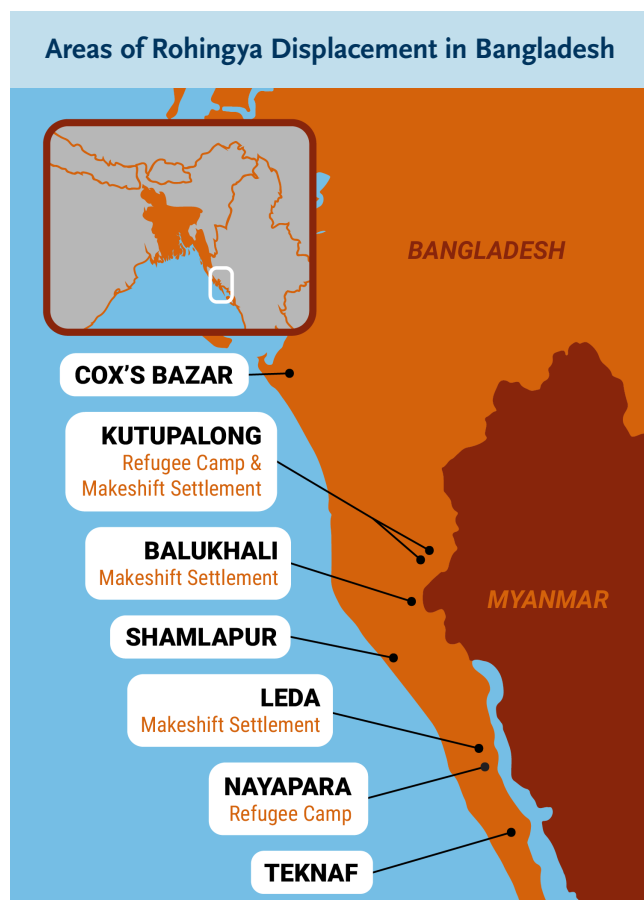 Areas of Rohingya Displacement in Bangladesh
BANGLADESH
COX’S BAZAR
KUTUPALONG
Refugee Camp &
Makeshift Settlement
BALUKHALI
Makeshift Settlement
MYANMAR
SHAMLAPUR
LEDA
Makeshift Settlement
NAYAPARA
Refugee Camp
TEKNAF